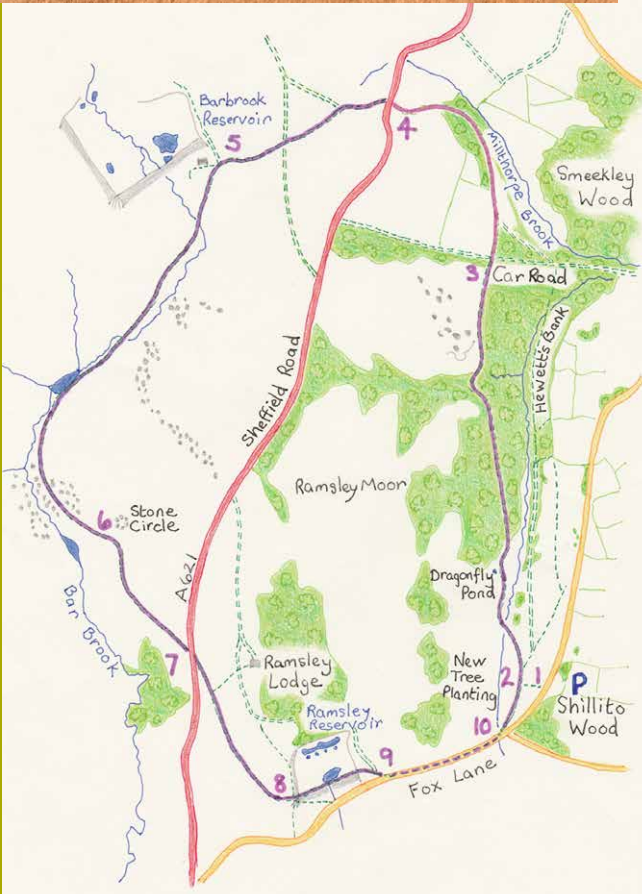 Barbrook
Reservoir
5
4
Millthorpe Brook
Smeekley
Wood
3
Car Road
Hewett's Bank
Sheffield Road
Ramsley Moor
6
Stone
Circle
A621
Dragonfly
Pond
Bar Brook
7
Ramsley
Lodge
New
Tree
Planting
2
1
P
Shillito
Wood
Ramsley
Reservoir
10
9
8
Fox Lane